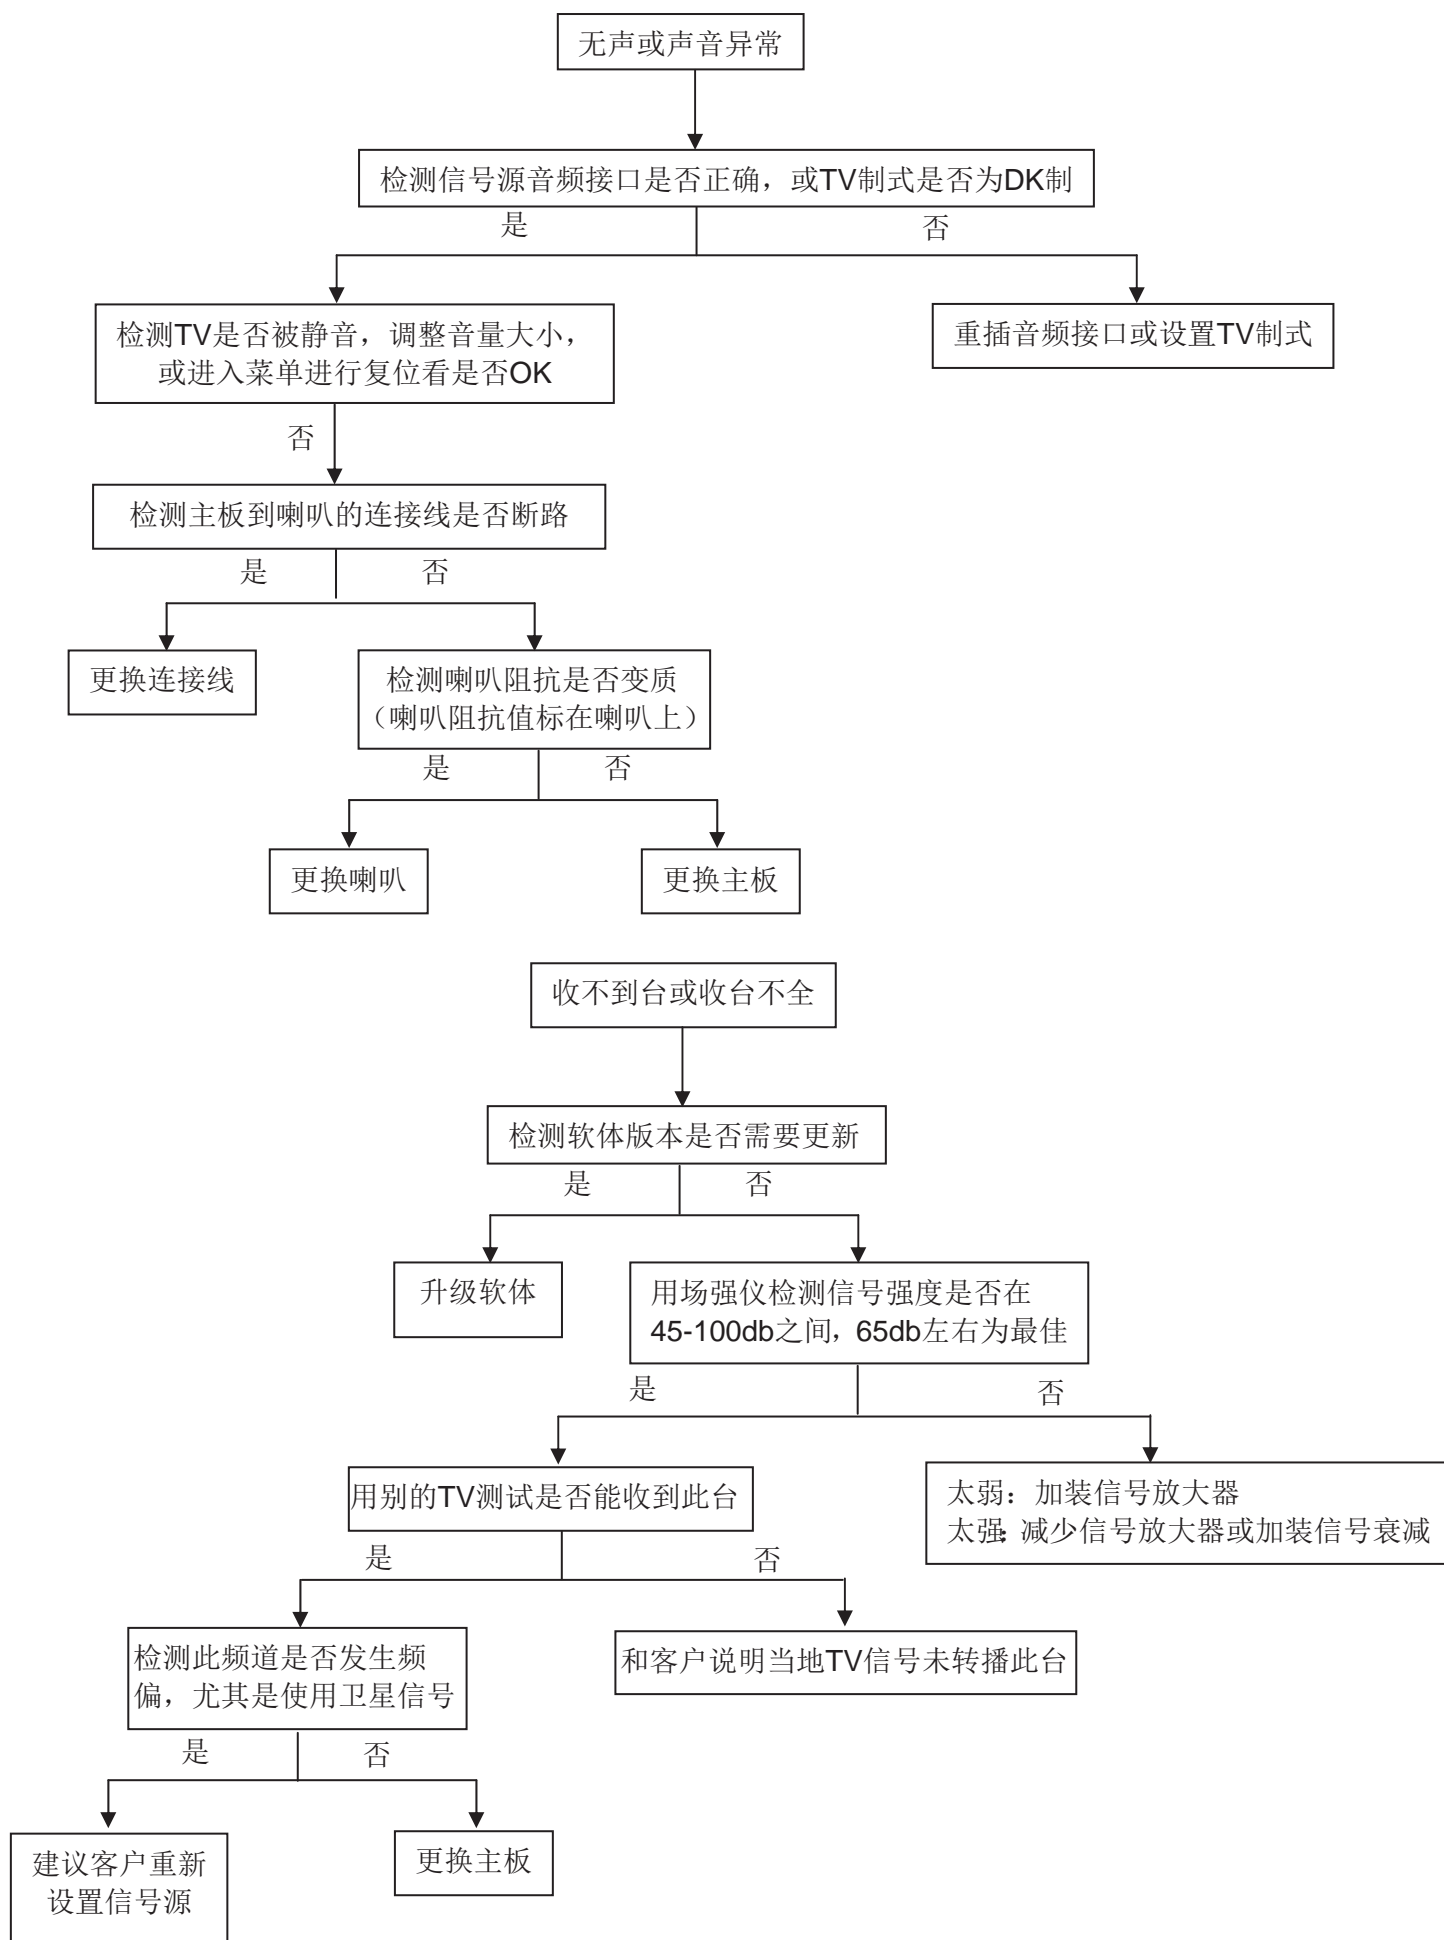 无声或声音异常
检测信号源音频接口是否正确，或TV制式是否为DK制
是
否
检测TV是否被静音，调整音量大小，
或进入菜单进行复位看是否OK
重插音频接口或设置TV制式
否
检测主板到喇叭的连接线是否断路
是
否
更换连接线
检测喇叭阻抗是否变质
（喇叭阻抗值标在喇叭上）
是
否
更换喇叭
更换主板
收不到台或收台不全
检测软体版本是否需要更新
是
否
升级软体
用场强仪检测信号强度是否在
45-100db之间，65db左右为最佳
是
否
用别的TV测试是否能收到此台
太弱：加装信号放大器
太强：减少信号放大器或加装信号衰减
是
否
检测此频道是否发生频
偏，尤其是使用卫星信号
和客户说明当地TV信号未转播此台
是
否
建议客户重新
设置信号源
更换主板